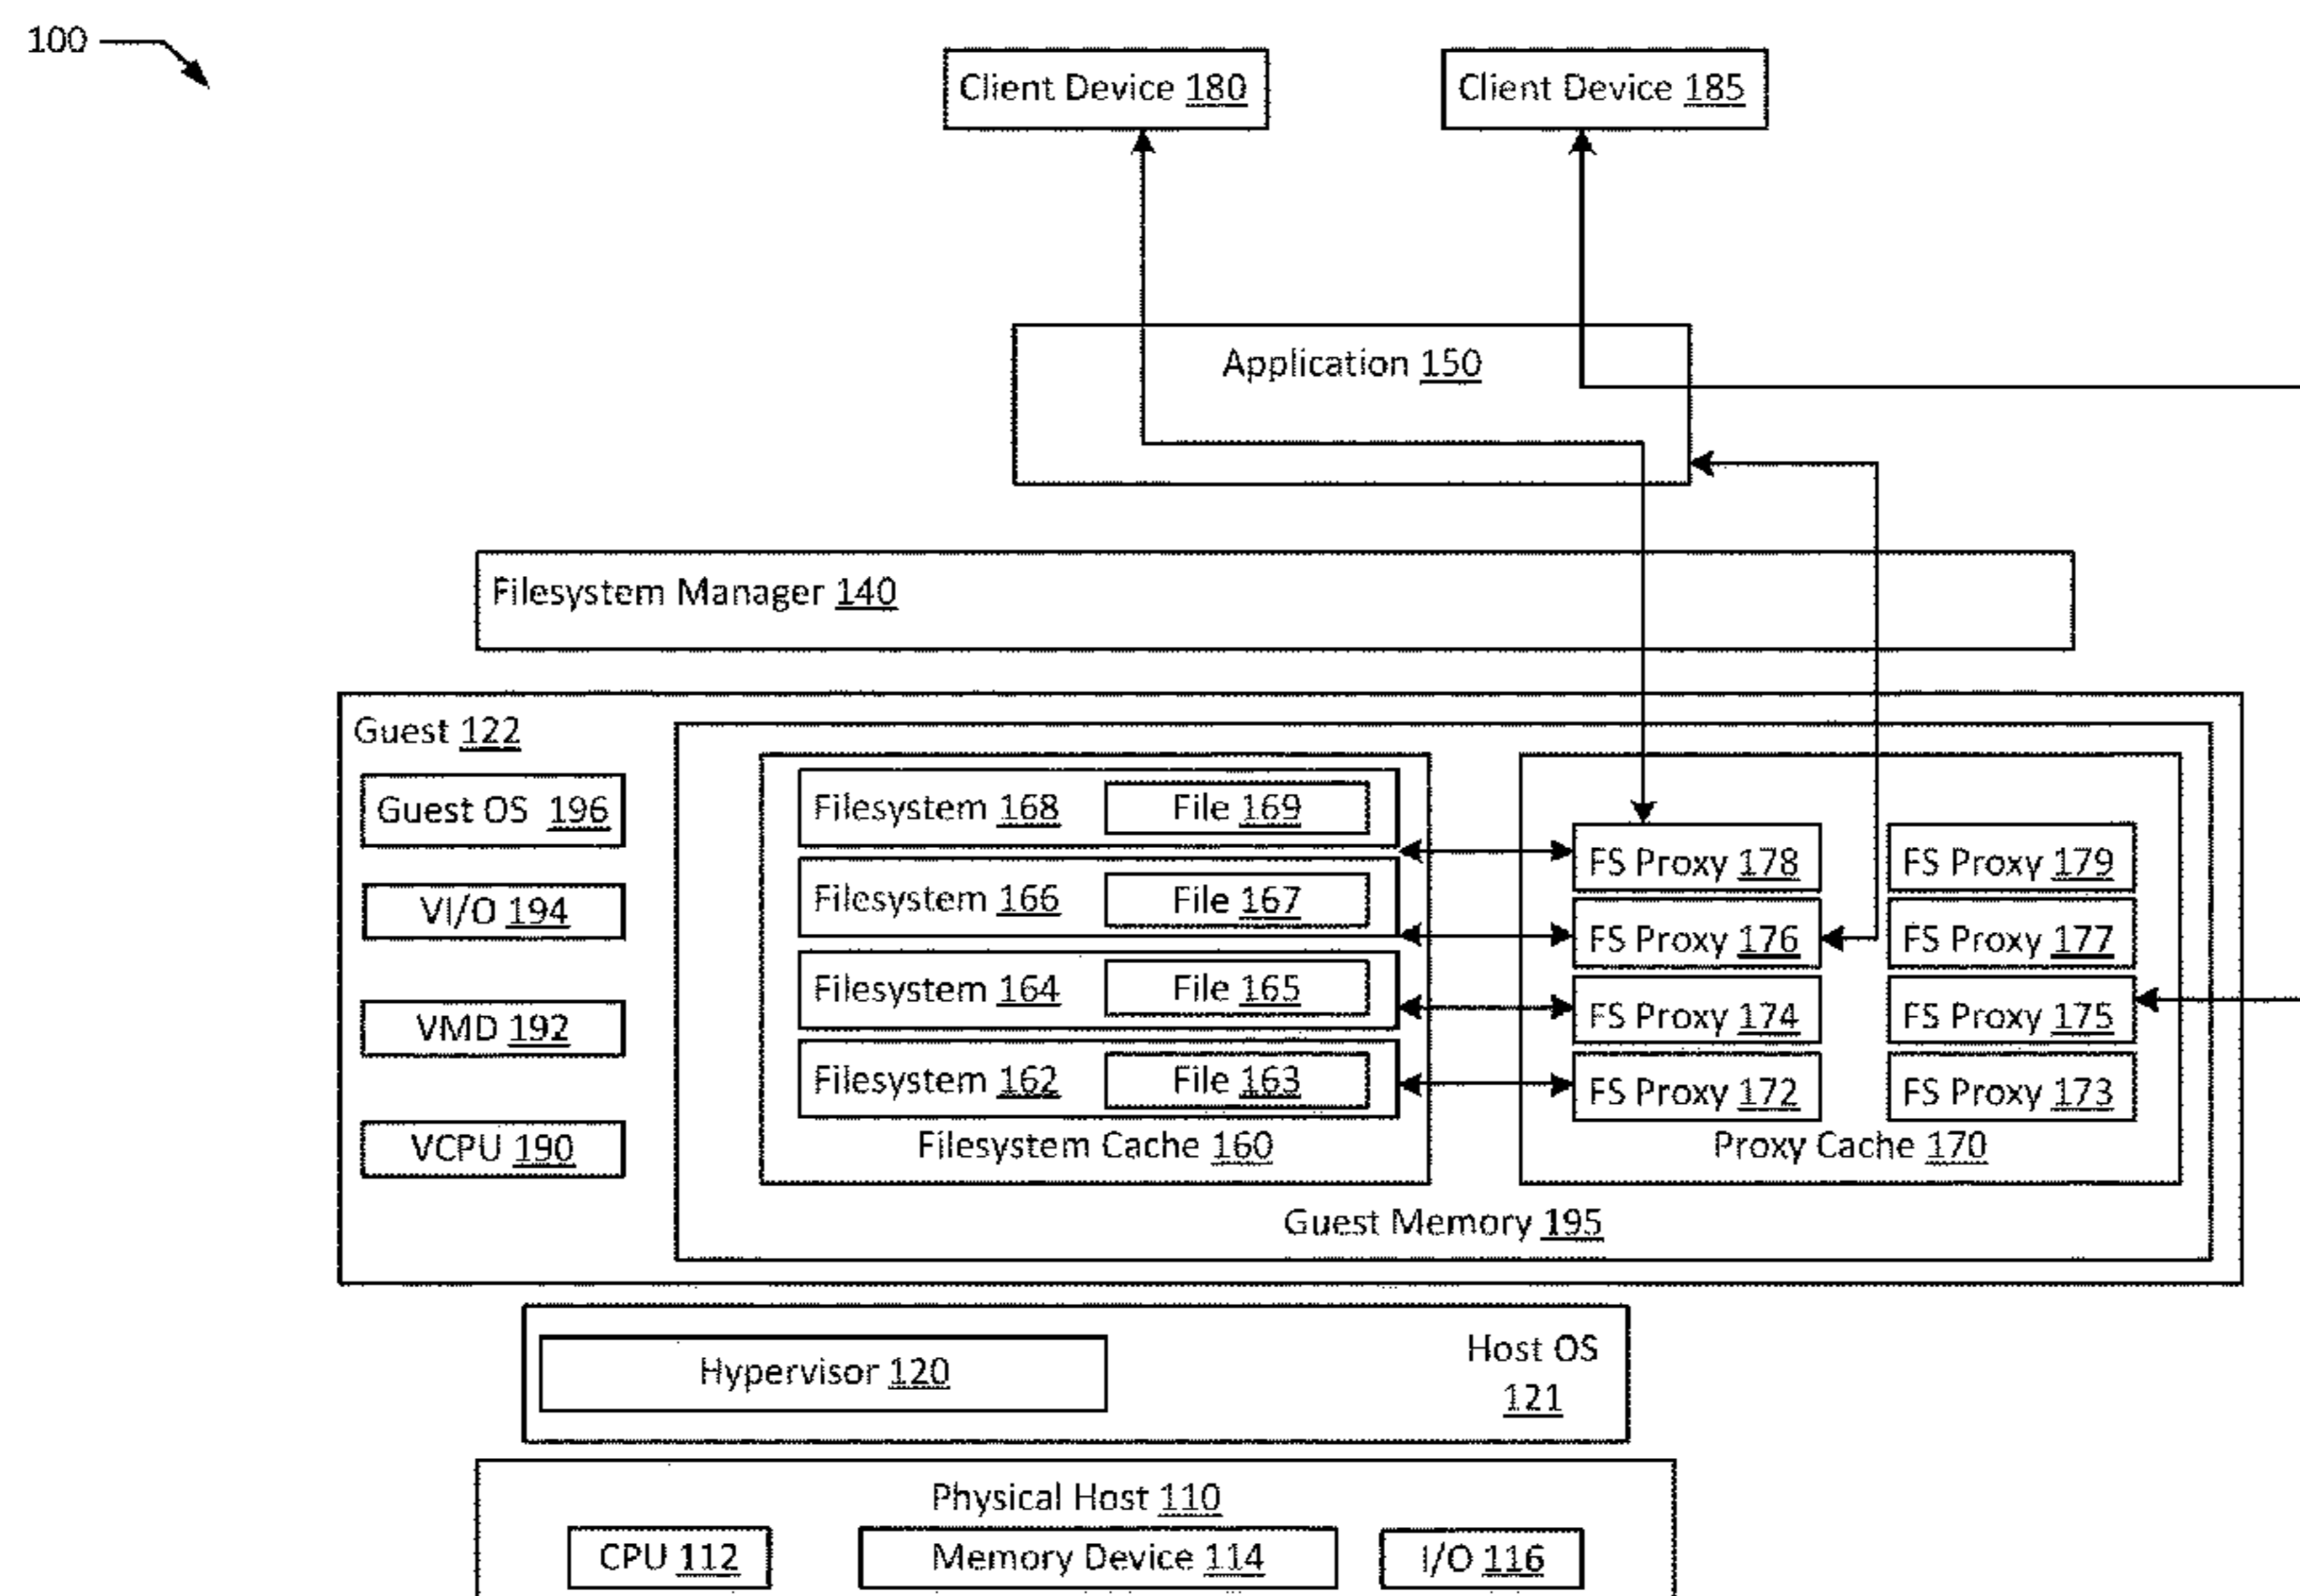 100
Client Device 180
Client Device 185
Application 150
Filesystem Manager 140
Guest 122
Guest OS 196
VI/O 194
VMD 192
VCPU 190
Filesystem 168
File 169
Filesystem 166
File 167
Filesystem 164
File 165
Filesystem 162
File 163
Filesystem Cache 160
FS Proxy 178
FS Proxy 179
FS Proxy 176
FS Proxy 177
FS Proxy 174
FS Proxy 175
FS Proxy 172
FS Proxy 173
Proxy Cache 170
Guest Memory 195
Hypervisor 120
Host OS
121
Physical Host 110
CPU 112
Memory Device 114
I/O 116